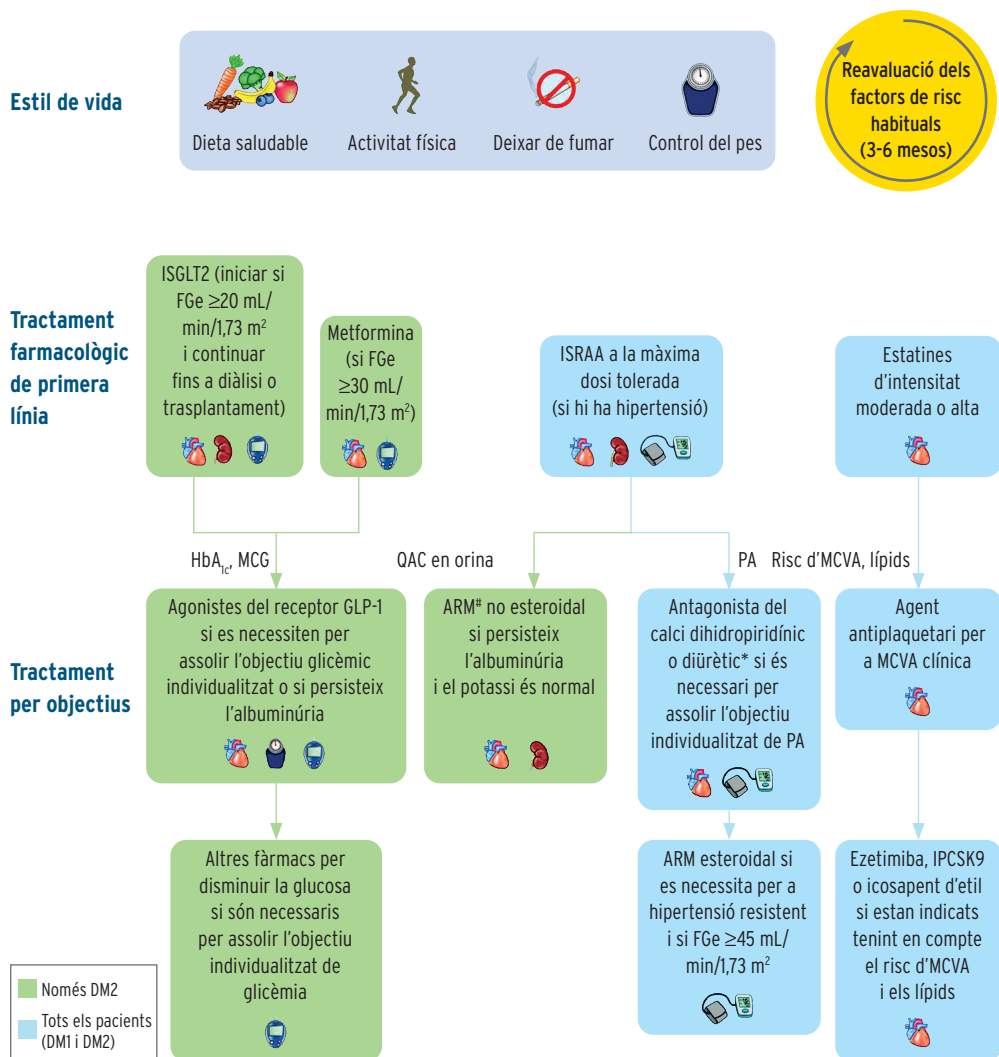 Estil de vida
Dieta saludable
Activitat física
Deixar de fumar
Control del pes
Reavaluació dels
factors de risc
habituals
(3-6 mesos)
Tractament
farmacològic
de primera
línia
ISGLT2 (iniciar si
FGe ≥20 mL/
min/1,73 m²
i continuar
fins a diàlisi o
trasplantament)
Metformina
(si FGe
≥30 mL/
min/1,73 m²)
ISRAA a la màxima
dosi tolerada
(si hi ha hipertensió)
Estatines
d'intensitat
moderada o alta
HbA1c, MCG
QAC en orina
PA
Risc d'MCVA, lípids
Tractament
per objectius
Agonistes del receptor GLP-1
si es necessiten per
assolir l'objectiu glicèmic
individualitzat o si persisteix
l'albuminúria
ARM# no esteroidal
si persisteix
l'albuminúria
i el potassi és normal
Antagonista del
calci dihidropiridínic
o diürètic* si és
necessari per
assolir l'objectiu
individualitzat de PA
Agent
antiplaquetari per
a MCVA clínica
Altres fàrmacs per
disminuir la glucosa
si són necessaris
per assolir l'objectiu
individualitzat de
glicèmia
ARM esteroidal si
es necessita per a
hipertensió resistent
i si FGe ≥45 mL/
min/1,73 m²
Ezetimiba, IPCSK9
o icosapent d'etil
si estan indicats
tenint en compte
el risc d'MCVA
i els lípids
Només DM2
Tots els pacients
(DM1 i DM2)